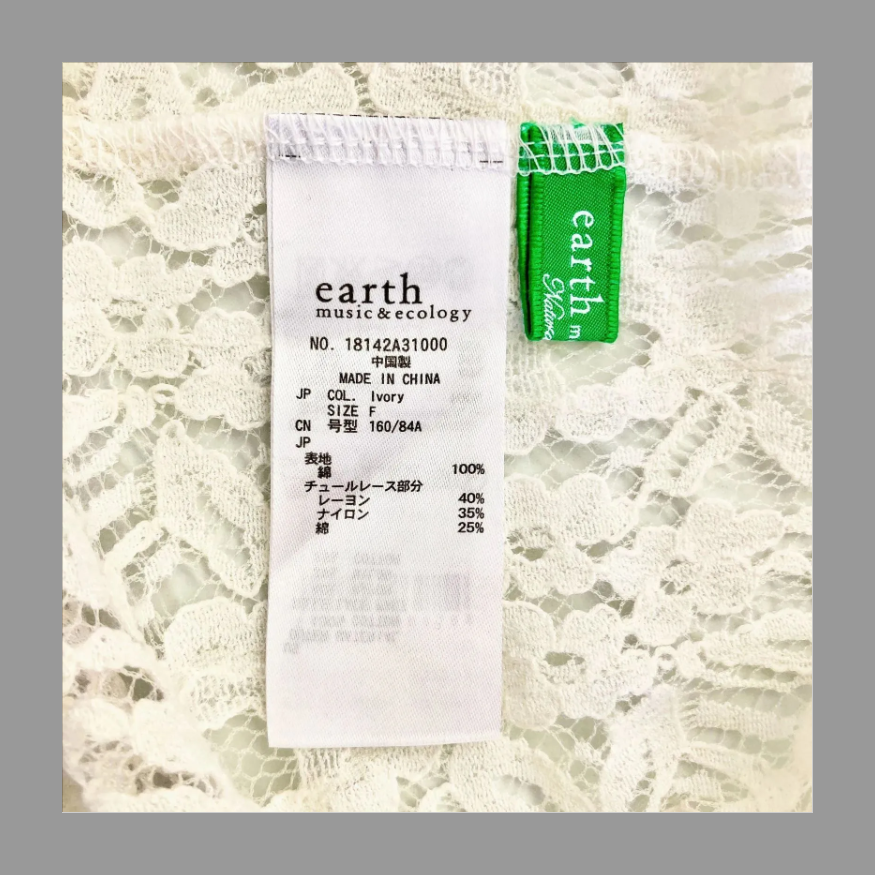 earth
music&ecology
NO. 18142A31000
中国製
MADE IN CHINA
JP COL. Ivory
SIZE F
CN 号型 160/84A
JP
表地
綿 100%
チュールレース部分
レーヨン 40%
ナイロン 35%
綿 25%
earth m